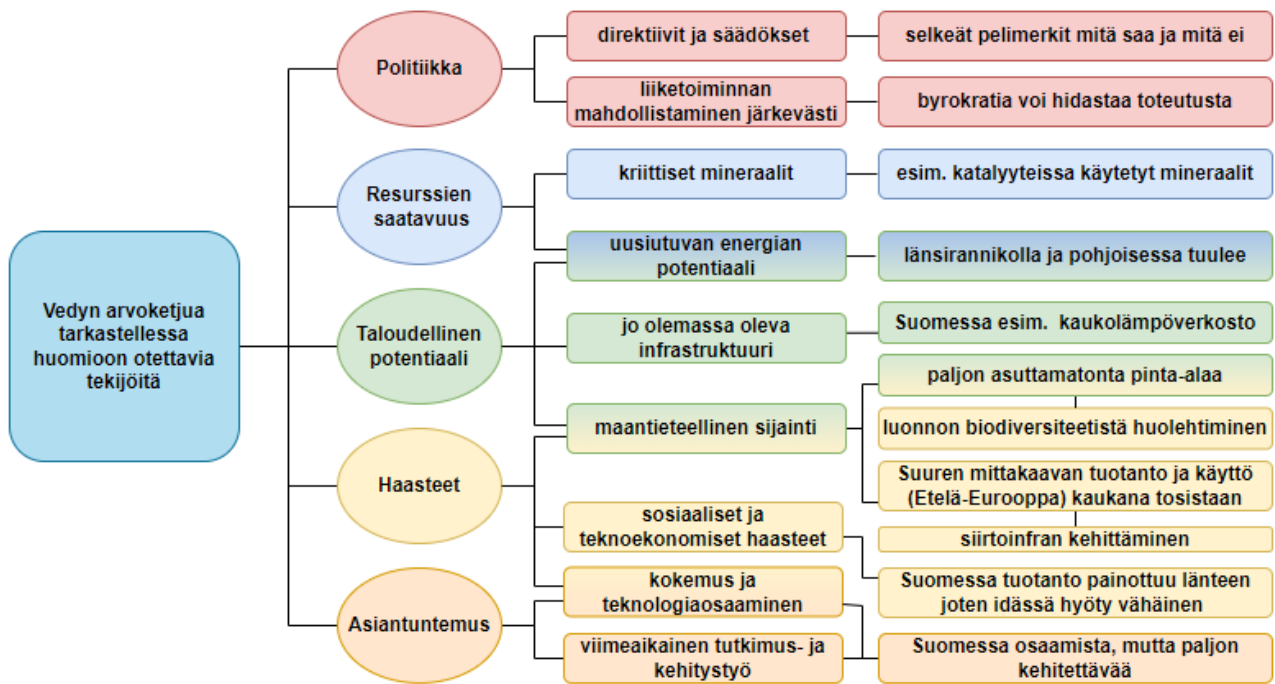 Vedyn arvoketjua
tarkastellessa
huomioon otettavia
tekijöitä
Politiikka
direktiivit ja säädökset
selkeät pelimerkit mitä saa ja mitä ei
liiketoiminnan
mahdollistaminen järkevästi
byrokratia voi hidastaa toteutusta
Resurssien
saatavuus
kriittiset mineraalit
esim. katalyyteissa käytetyt mineraalit
uusiutuvan energian
potentiaali
länsirannikolla ja pohjoisessa tuulee
Taloudellinen
potentiaali
jo olemassa oleva
infrastruktuuri
Suomessa esim. kaukolämpöverkosto
maantieteellinen sijainti
paljon asuttamatonta pinta-alaa
luonnon biodiversiteetistä huolehtiminen
Suuren mittakaavan tuotanto ja käyttö
(Etelä-Eurooppa) kaukana tosistaan
siirtoinfran kehittäminen
Haasteet
sosiaaliset ja
teknoekonomiset haasteet
Suomessa tuotanto painottuu länteen
joten idässä hyöty vähäinen
kokemus ja
teknologiaosaaminen
Asiantuntemus
viimeaikainen tutkimus- ja
kehitystyö
Suomessa osaamista, mutta paljon
kehitettävää